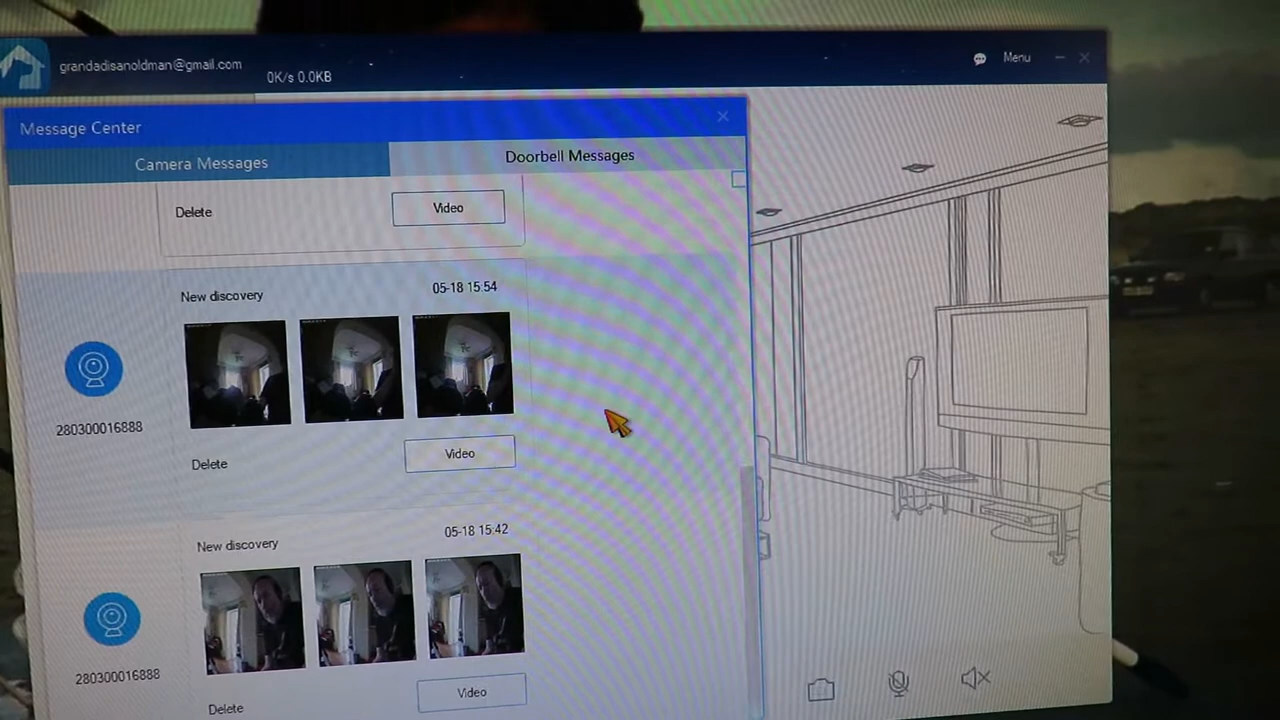 grandadisanoldman@gmail.com
0K/s 0.0KB
Menu
Message Center
Camera Messages
Doorbell Messages
Delete
Video
New discovery
05-18 15:54
280300016888
Delete
Video
New discovery
05-18 15:42
280300016888
Delete
Video